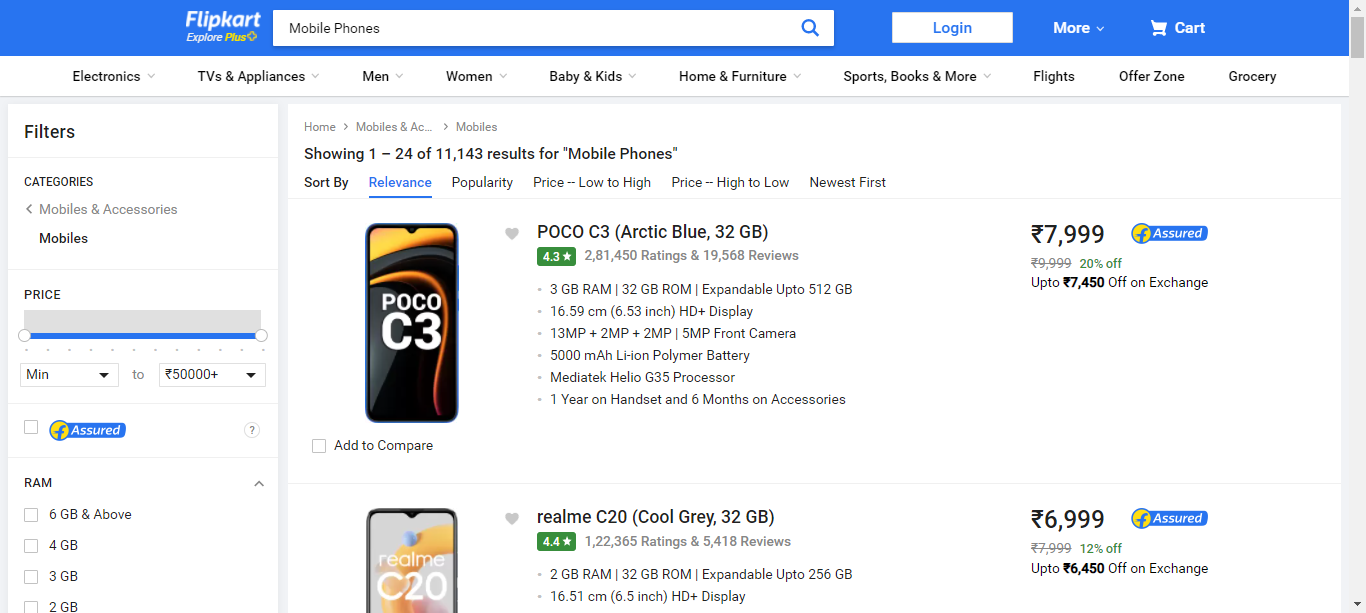 Flipkart
Explore Plus
Mobile Phones
Login
More
Cart
Electronics
TVs & Appliances
Men
Women
Baby & Kids
Home & Furniture
Sports, Books & More
Flights
Offer Zone
Grocery
Filters
CATEGORIES
Mobiles & Accessories
Mobiles
PRICE
Min
to
₹50000+
Assured
?
RAM
6 GB & Above
4 GB
3 GB
2 GB
Home > Mobiles & Ac... > Mobiles
Showing 1 – 24 of 11,143 results for "Mobile Phones"
Sort By Relevance Popularity Price -- Low to High Price -- High to Low Newest First
POCO
C3
Add to Compare
POCO C3 (Arctic Blue, 32 GB)
4.3★ 2,81,450 Ratings & 19,568 Reviews
• 3 GB RAM | 32 GB ROM | Expandable Upto 512 GB
• 16.59 cm (6.53 inch) HD+ Display
• 13MP + 2MP + 2MP | 5MP Front Camera
• 5000 mAh Li-ion Polymer Battery
• Mediatek Helio G35 Processor
• 1 Year on Handset and 6 Months on Accessories
₹7,999 Assured
₹9,999 20% off
Upto ₹7,450 Off on Exchange
realme
C20
realme C20 (Cool Grey, 32 GB)
4.4★ 1,22,365 Ratings & 5,418 Reviews
• 2 GB RAM | 32 GB ROM | Expandable Upto 256 GB
• 16.51 cm (6.5 inch) HD+ Display
₹6,999 Assured
₹7,999 12% off
Upto ₹6,450 Off on Exchange